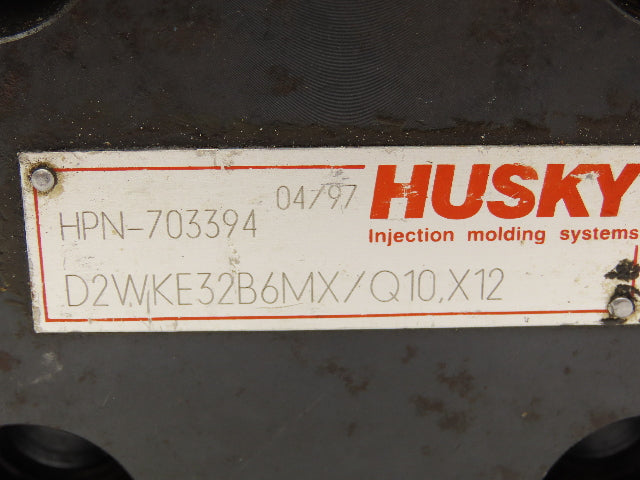 04/97 HUSKY
HPN-703394
Injection molding systems
D2WKE32B6MX/Q10,X12